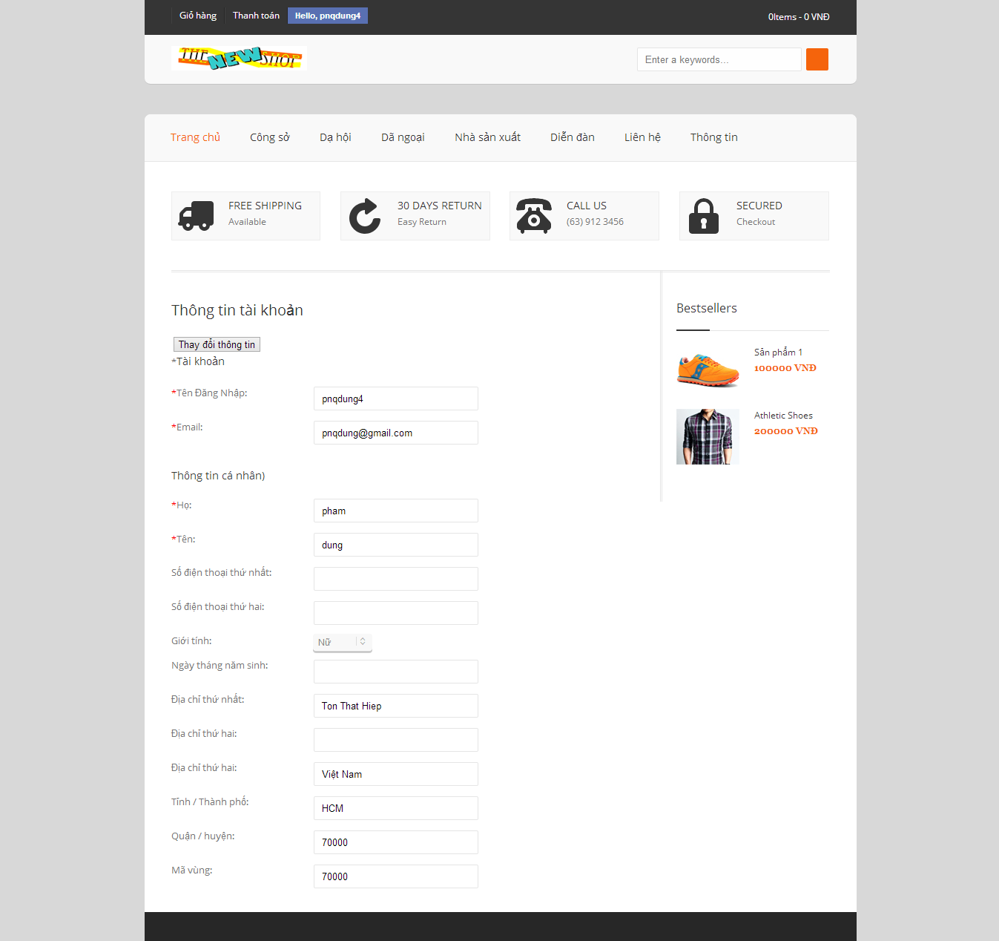 Giỏ hàng Thanh toán Hello, pnqdung4 0Items - 0 VNĐ
THE NEW SHOP Enter a keywords...
Trang chủ Công sở Dạ hội Dã ngoại Nhà sản xuất Diễn đàn Liên hệ Thông tin
FREE SHIPPING
Available
30 DAYS RETURN
Easy Return
CALL US
(63) 912 3456
SECURED
Checkout
Thông tin tài khoản
Thay đổi thông tin
*Tài khoản
*Tên Đăng Nhập: pnqdung4
*Email: pnqdung@gmail.com
Thông tin cá nhân)
*Họ: pham
*Tên: dung
Số điện thoại thứ nhất:
Số điện thoại thứ hai:
Giới tính: Nữ
Ngày tháng năm sinh:
Địa chỉ thứ nhất: Ton That Hiep
Địa chỉ thứ hai:
Địa chỉ thứ hai: Việt Nam
Tỉnh / Thành phố: HCM
Quận / huyện: 70000
Mã vùng: 70000
Bestsellers
Sản phẩm 1
100000 VNĐ
Athletic Shoes
200000 VNĐ